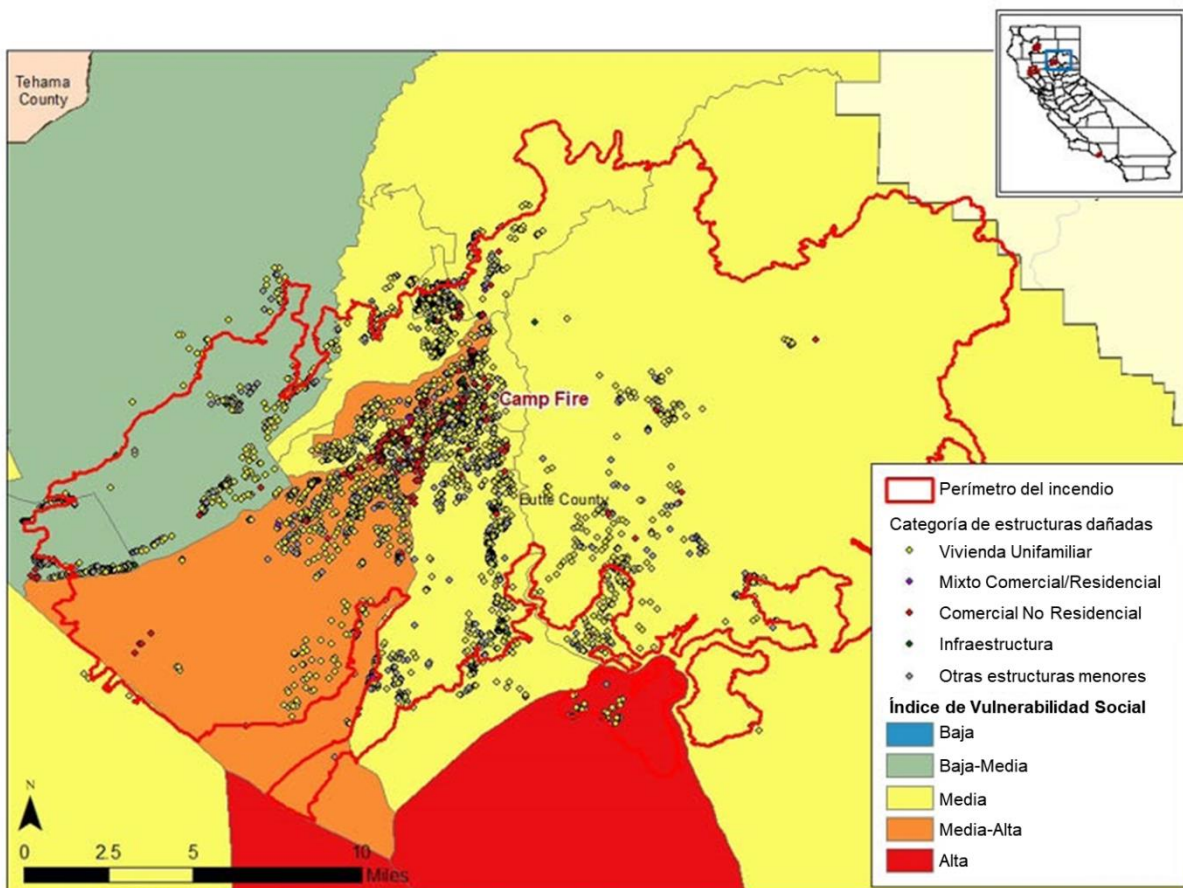 Tehama
County
Camp Fire
Butte County
Perímetro del incendio
Categoría de estructuras dañadas
Vivienda Unifamiliar
Mixto Comercial/Residencial
Comercial No Residencial
Infraestructura
Otras estructuras menores
Índice de Vulnerabilidad Social
Baja
Baja-Media
Media
Media-Alta
Alta
N
0 2.5 5 10
Miles